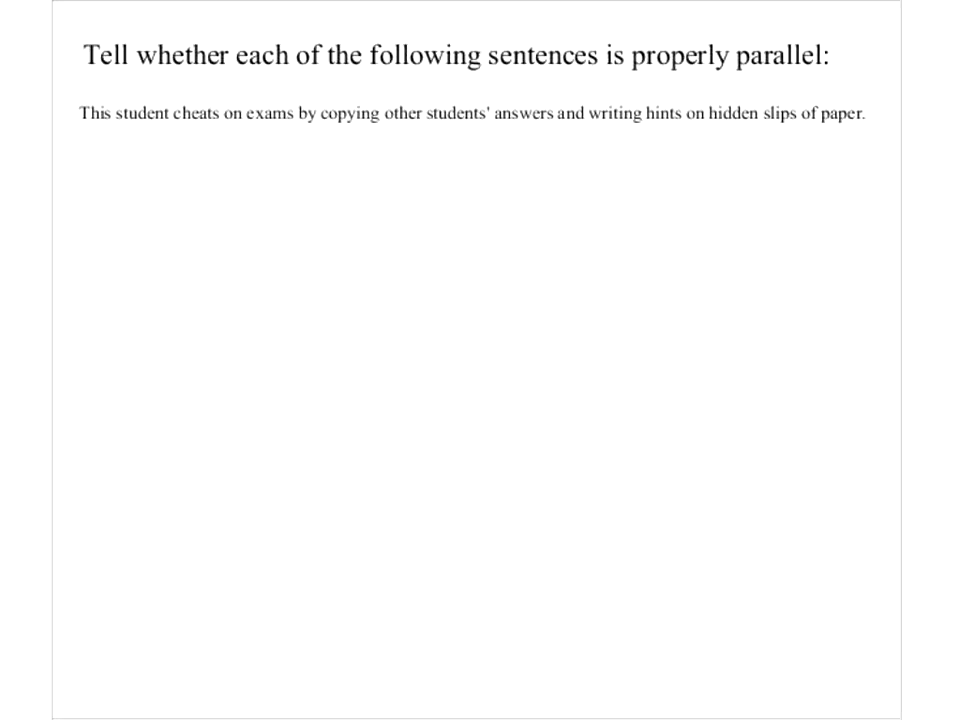 Tell whether each of the following sentences is properly parallel:
This student cheats on exams by copying other students' answers and writing hints on hidden slips of paper.